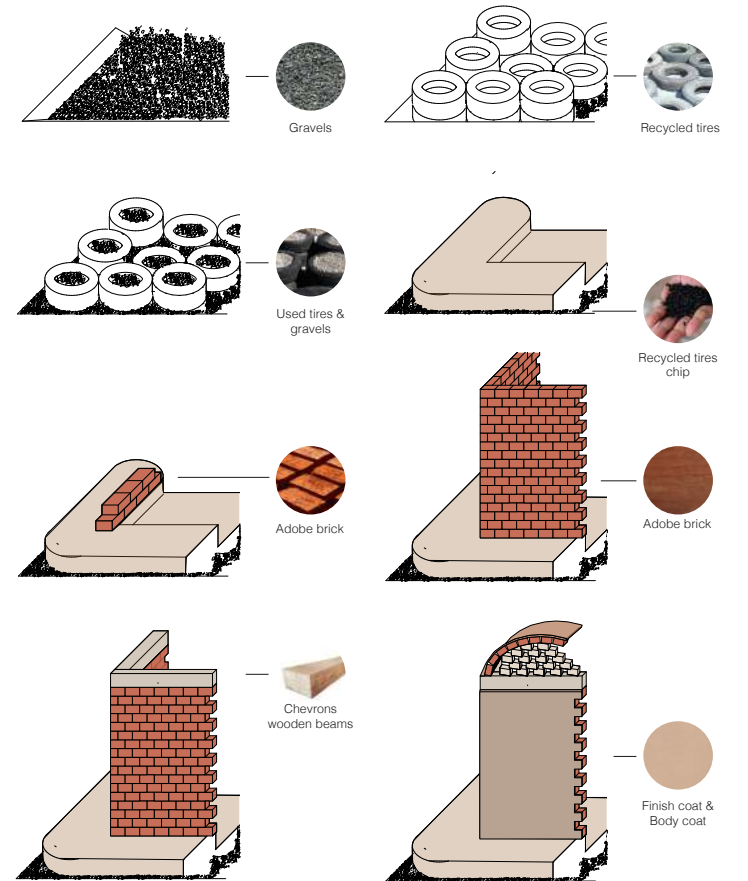 Gravels
Recycled tires
Used tires &
gravels
Recycled tires
chip
Adobe brick
Adobe brick
Chevrons
wooden beams
Finish coat &
Body coat